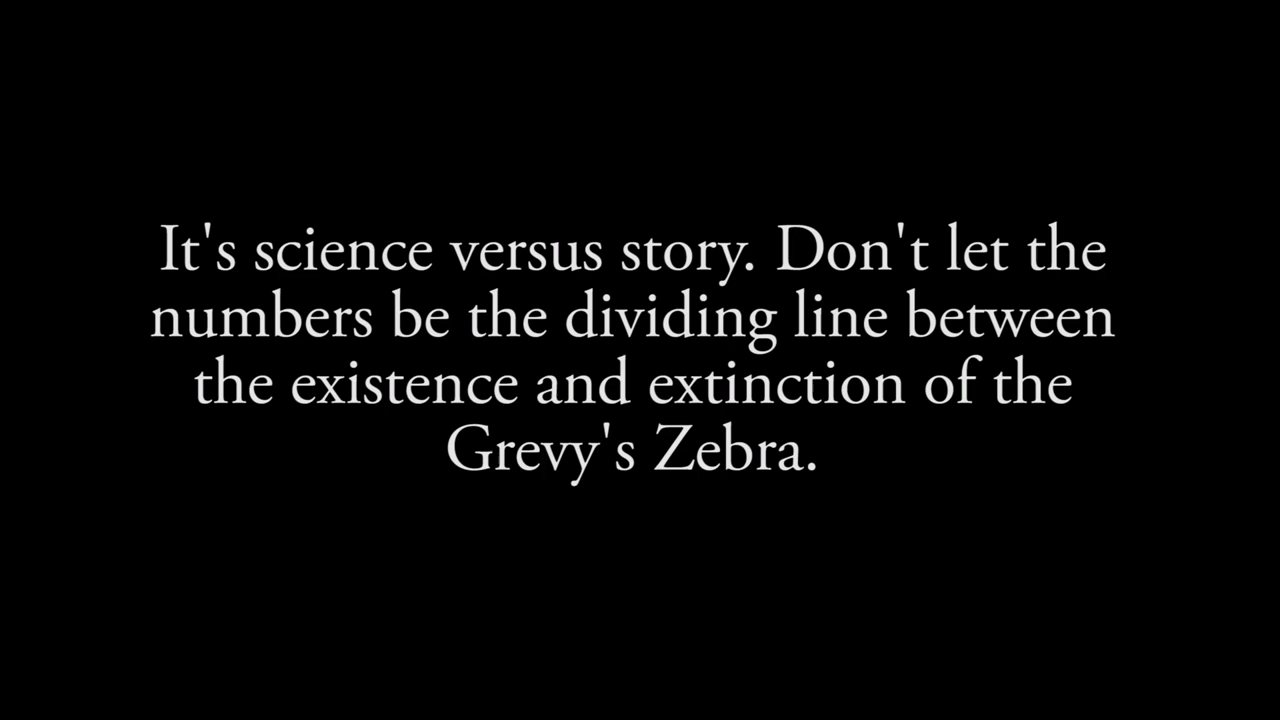 It's science versus story. Don't let the
numbers be the dividing line between
the existence and extinction of the
Grevy's Zebra.